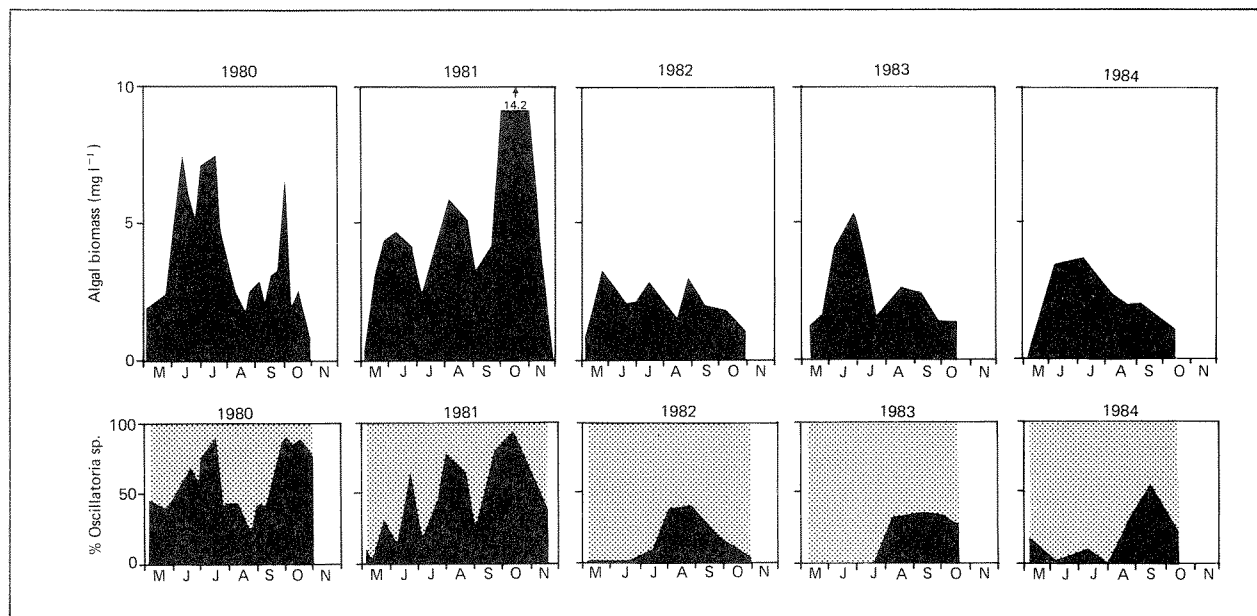 1980 1981 1982 1983 1984
14.2
10
5
0
Algal biomass (mg l⁻¹)
M J J A S O N M J J A S O N M J J A S O N M J J A S O N M J J A S O N
1980 1981 1982 1983 1984
100
50
0
% Oscillatoria sp.
M J J A S O N M J J A S O N M J J A S O N M J J A S O N M J J A S O N